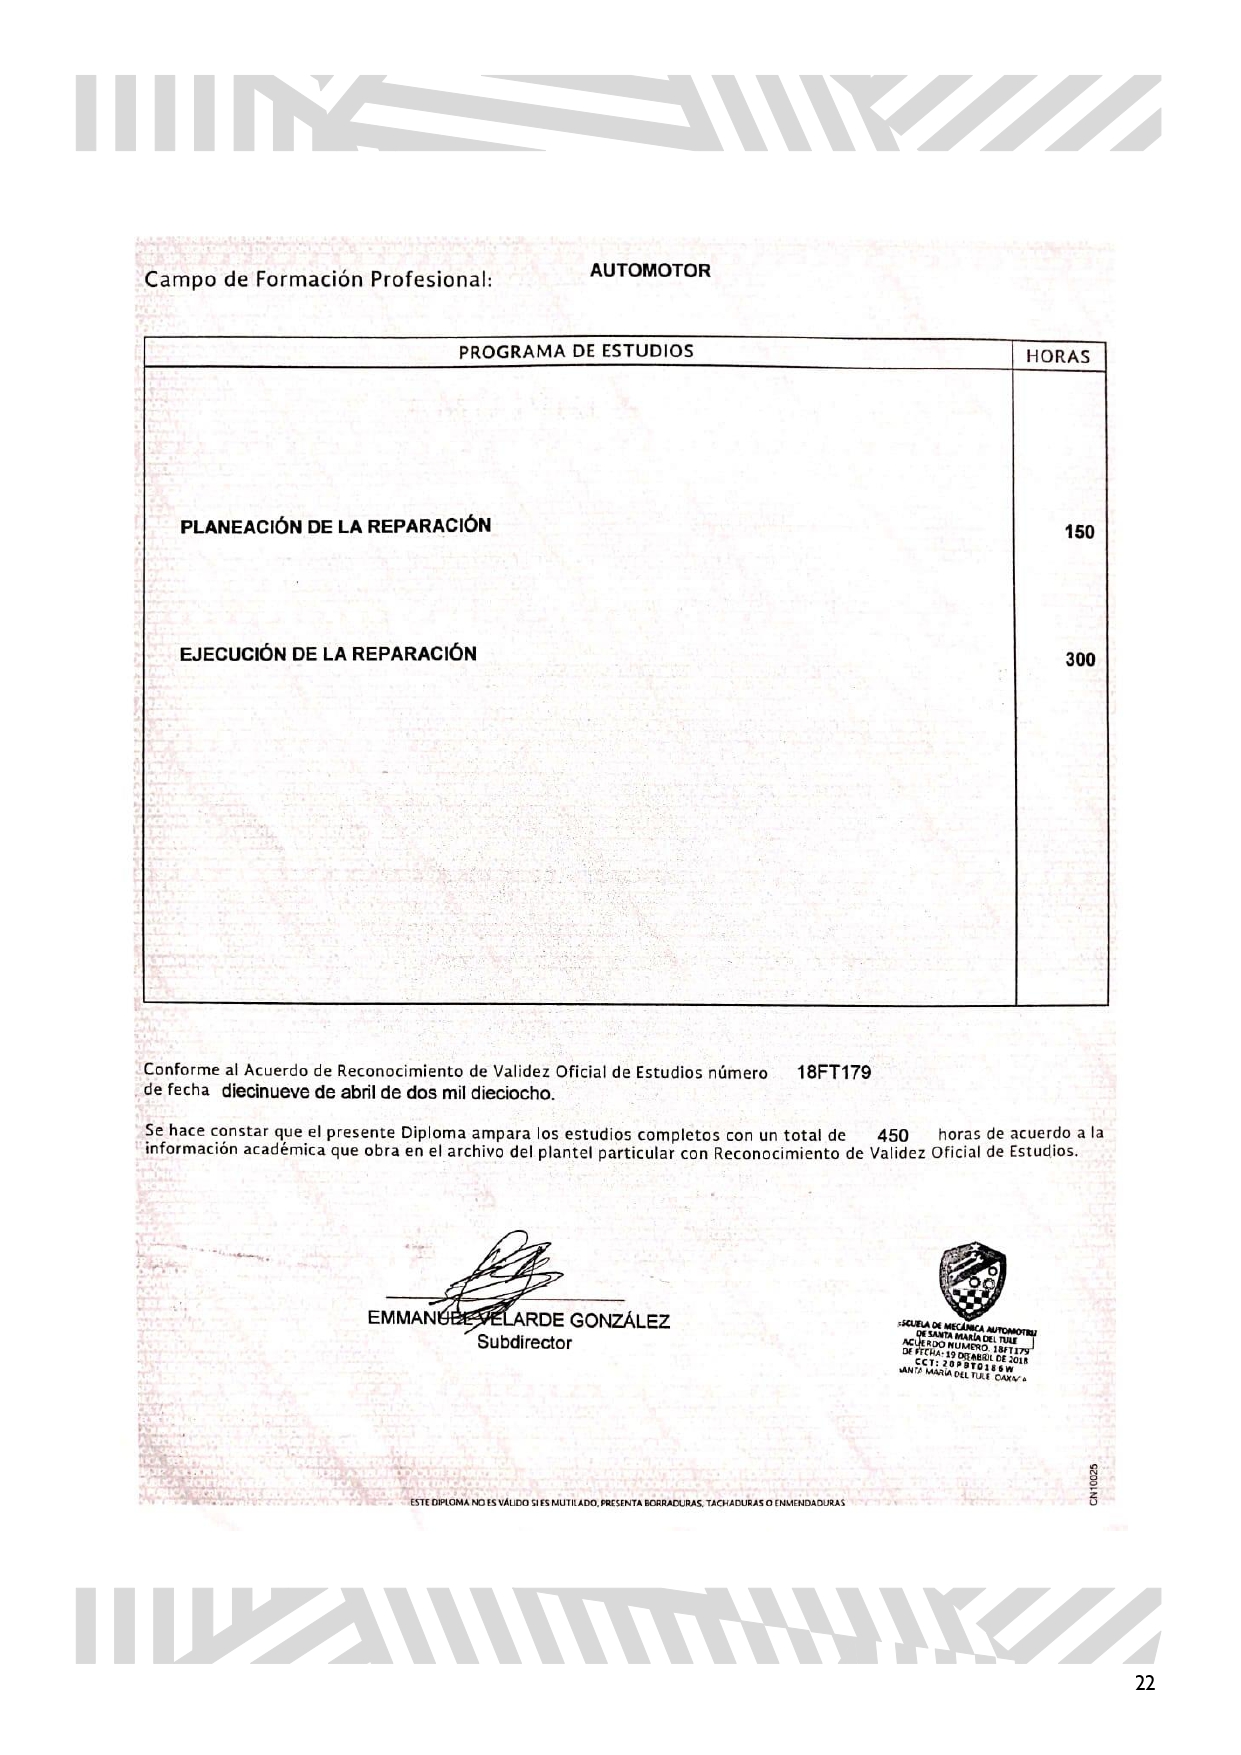 Campo de Formación Profesional: AUTOMOTOR
PROGRAMA DE ESTUDIOS HORAS
PLANEACIÓN DE LA REPARACIÓN 150
EJECUCIÓN DE LA REPARACIÓN 300
Conforme al Acuerdo de Reconocimiento de Validez Oficial de Estudios número 18FT179
de fecha diecinueve de abril de dos mil dieciocho.
Se hace constar que el presente Diploma ampara los estudios completos con un total de 450 horas de acuerdo a la
información académica que obra en el archivo del plantel particular con Reconocimiento de Validez Oficial de Estudios.
EMMANUEL VELARDE GONZÁLEZ
Subdirector
ESCUELA DE MECÁNICA AUTOMOTRIZ
DE SANTA MARÍA DEL TULE
ACUERDO NUMERO. 18FT179
DE FECHA: 19 DE ABRIL DE 2018
CCT: 20PBT0186W
SANTA MARÍA DEL TULE OAXACA
CN10025
ESTE DIPLOMA NO ES VÁLIDO SI ES MUTILADO, PRESENTA BORRADURAS, TACHADURAS O ENMENDADURAS
22